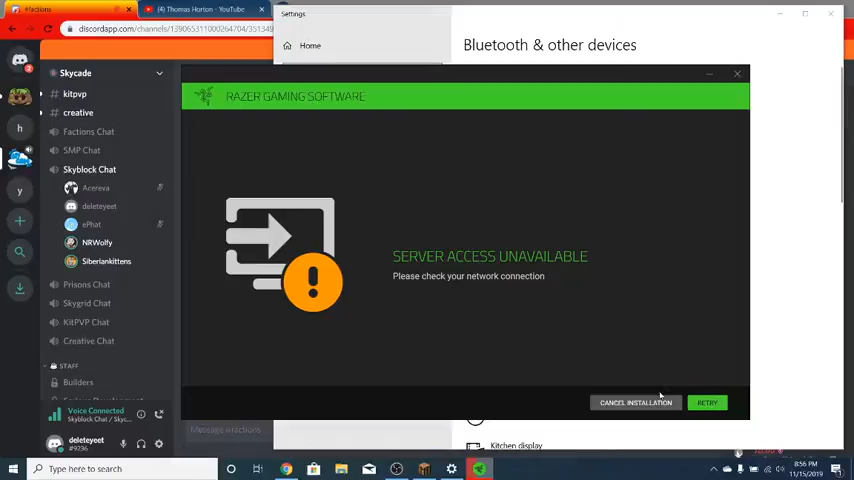 #factions
Thomas Horton - YouTube
discordapp.com/channels/139065311000264704/351349
Settings
Home
Bluetooth & other devices
Skycade
kitpvp
creative
Factions Chat
SMP Chat
Skyblock Chat
Acereva
deleteyeet
ePhat
NRWolfy
Siberiankittens
Prisons Chat
Skygrid Chat
KitPVP Chat
Creative Chat
STAFF
Builders
RAZER GAMING SOFTWARE
SERVER ACCESS UNAVAILABLE
Please check your network connection
CANCEL INSTALLATION
RETRY
Voice Connected
Skyblock Chat / Skyc...
deleteyeet
#9236
Message #factions
Kitchen display
Type here to search
8:56 PM
11/15/2019